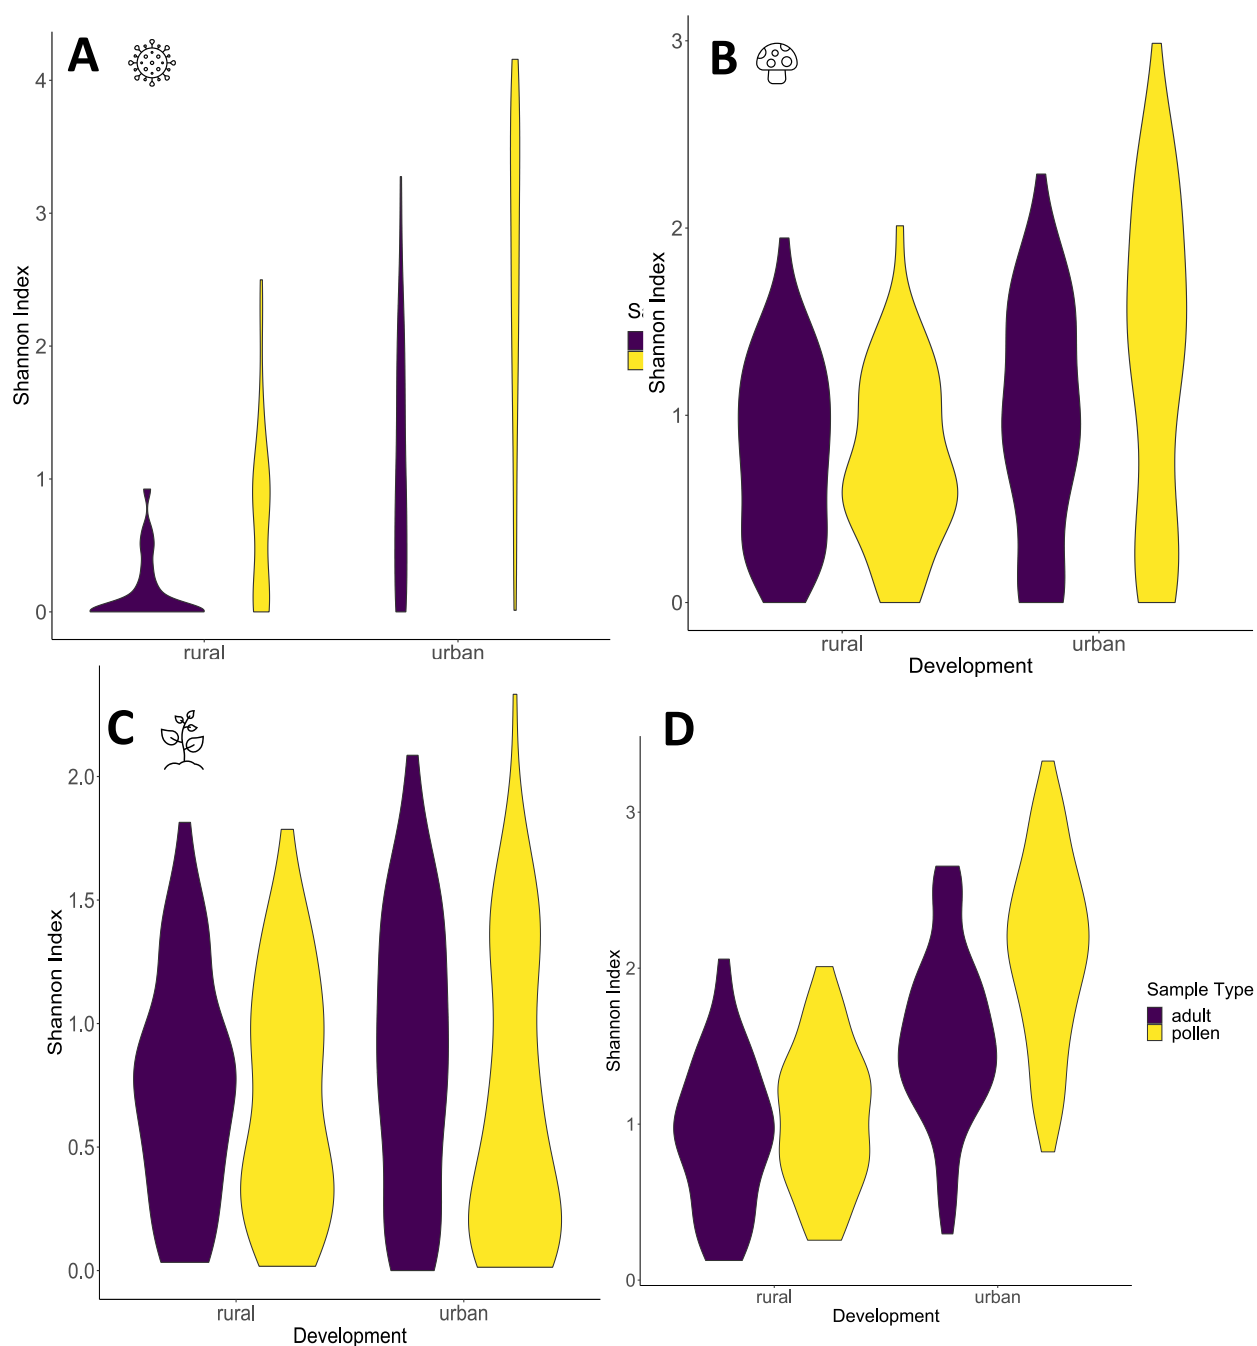 A
4
3
2
1
0
Shannon Index
rural
urban
S
B
3
2
1
0
Shannon Index
rural
urban
Development
C
2.0
1.5
1.0
0.5
0.0
Shannon Index
rural
urban
Development
D
3
2
1
0
Shannon Index
rural
urban
Development
Sample Type
adult
pollen